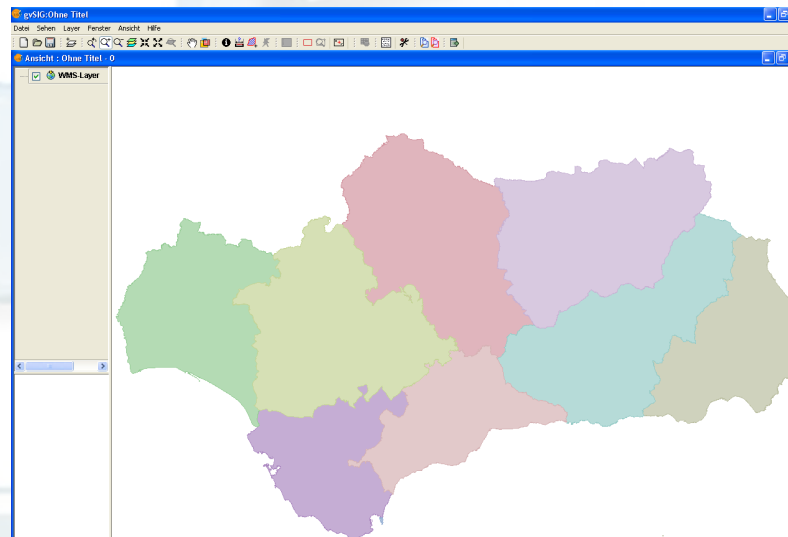 gvSIG:Ohne Titel
Datei Sehen Layer Fenster Ansicht Hilfe
Ansicht : Ohne Titel - 0
WMS-Layer